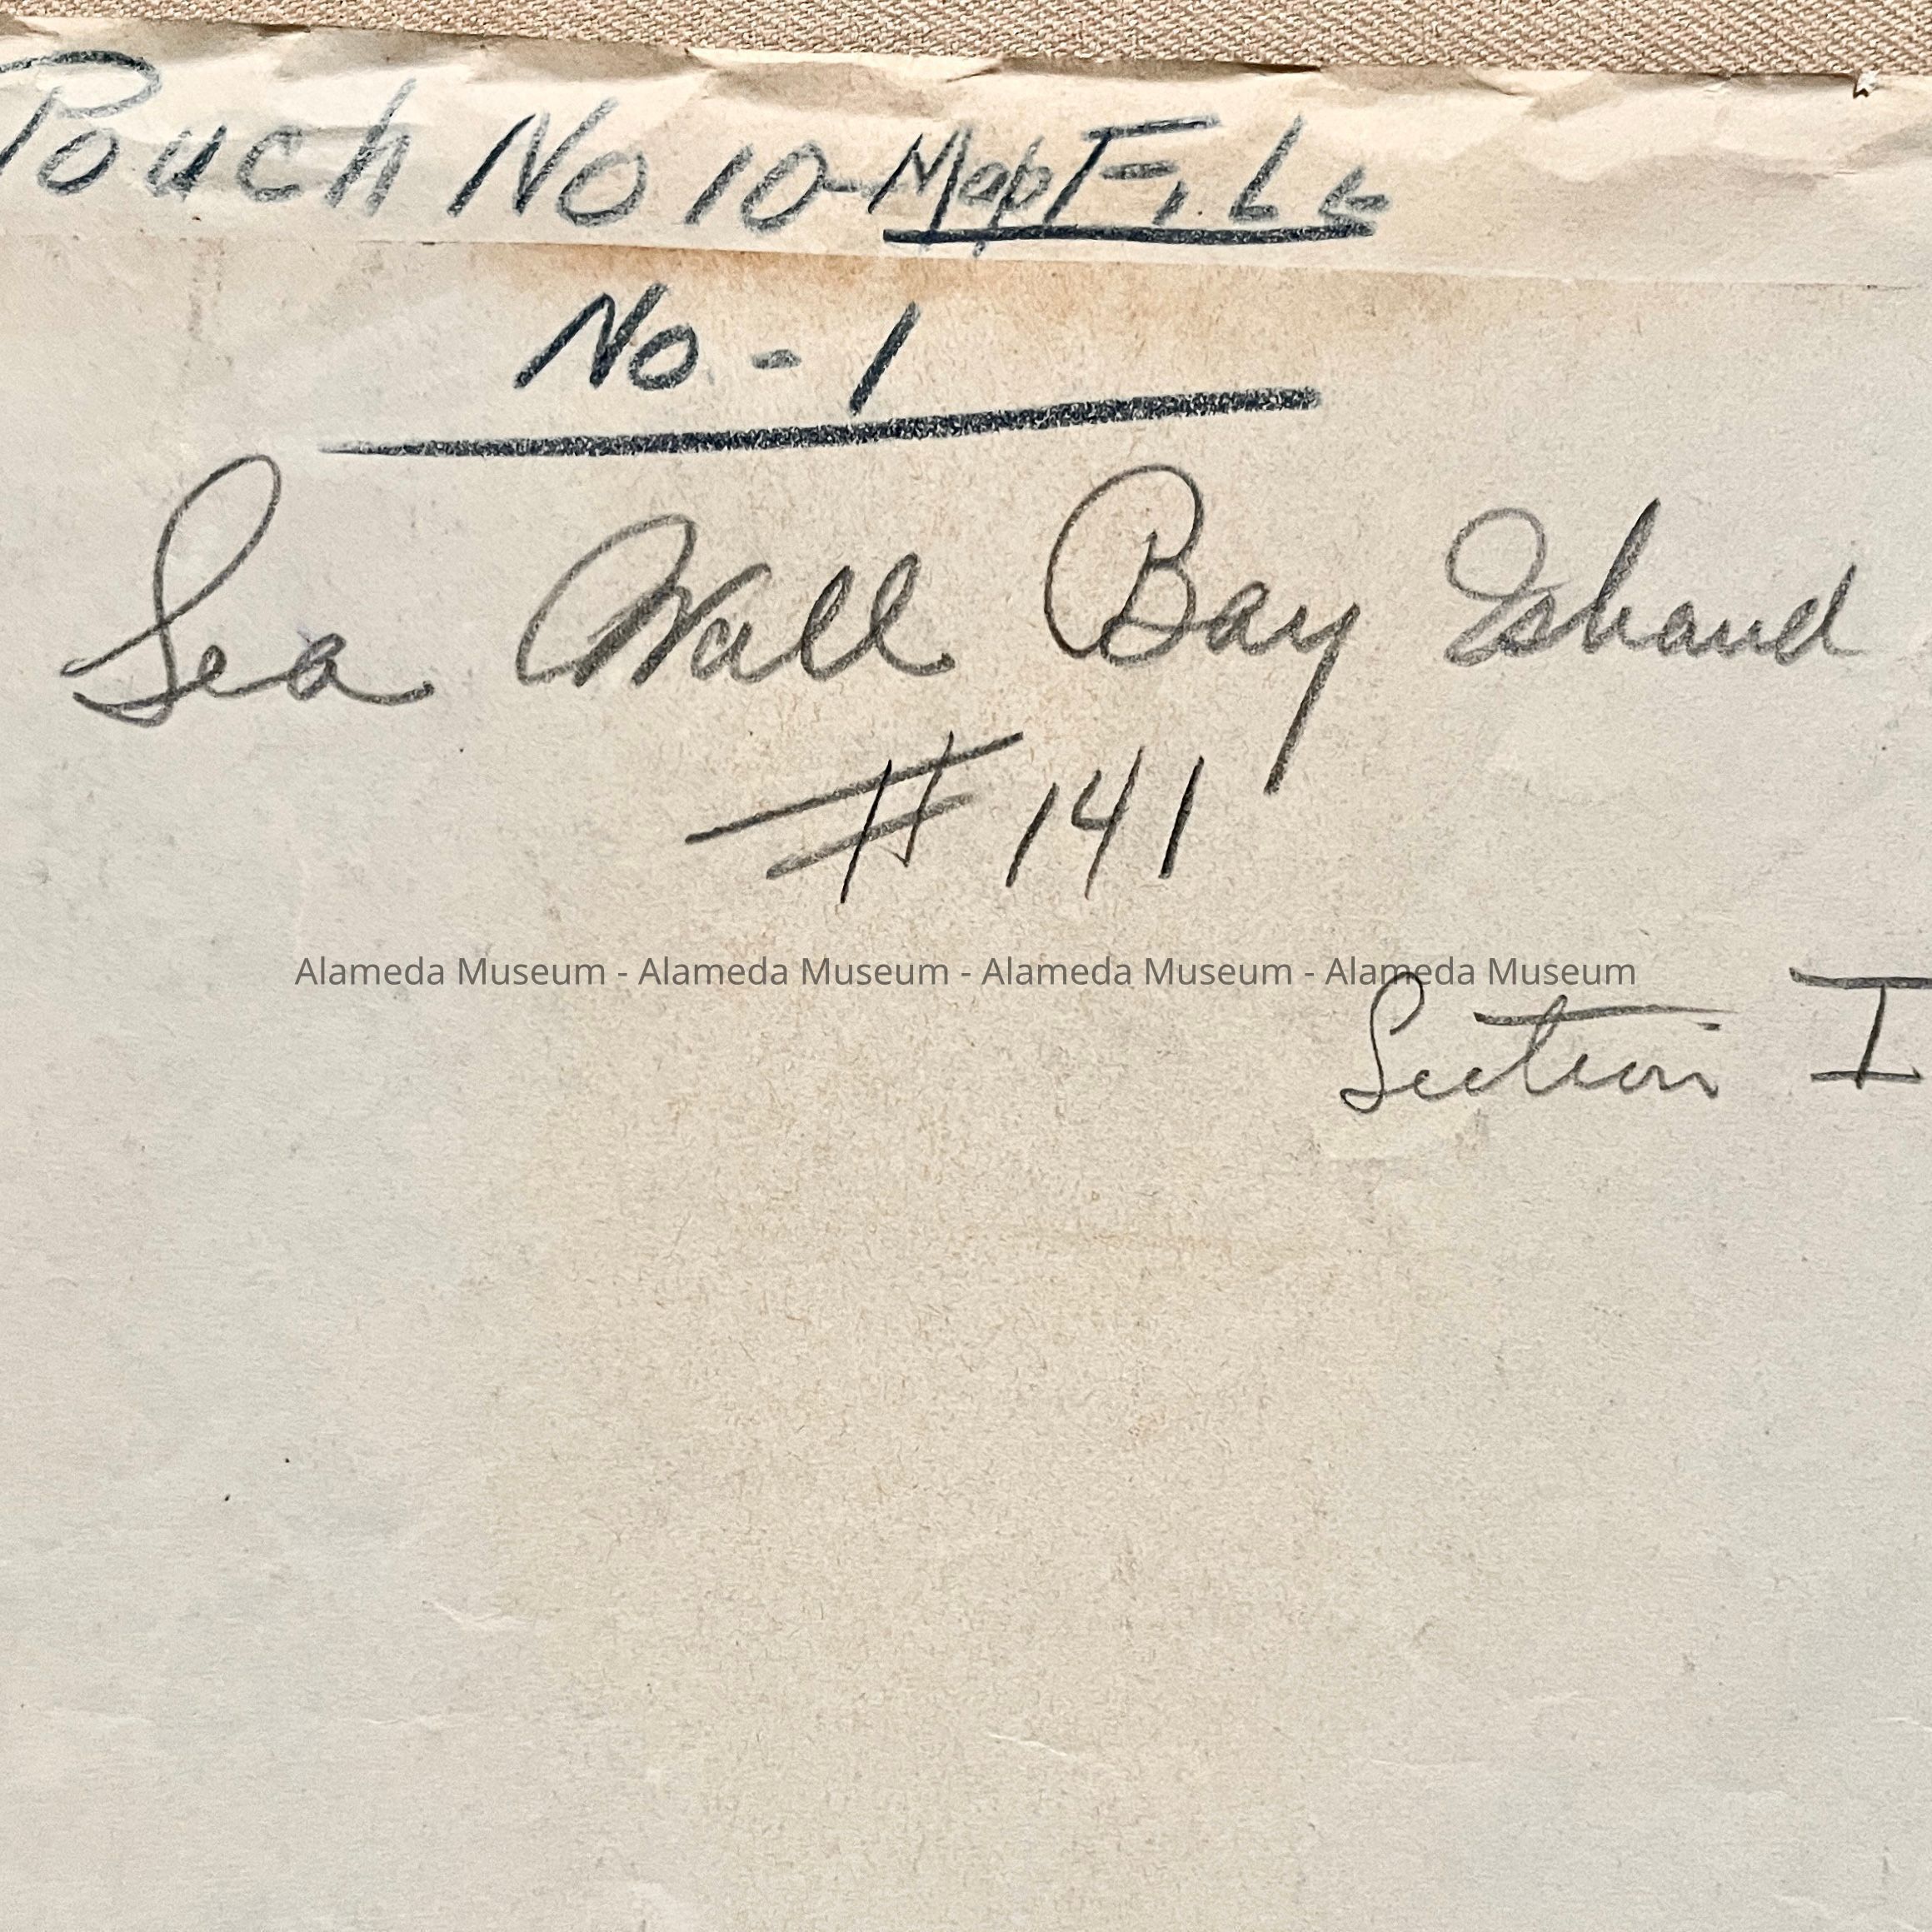 Pouch No 10-Map FiLe
No-1
Sea Wall Bay Island
# 141
Alameda Museum - Alameda Museum - Alameda Museum - Alameda Museum
Section I